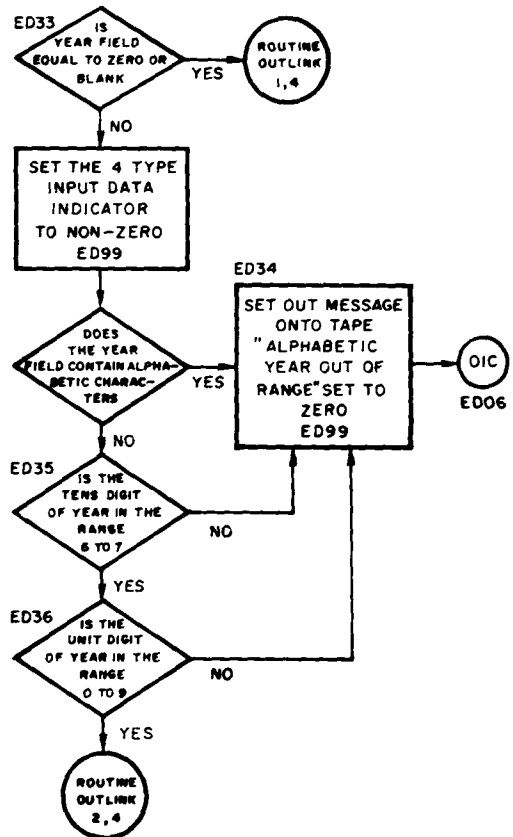 ED33
IS
YEAR FIELD
EQUAL TO ZERO OR
BLANK
YES
ROUTINE
OUTLINK
1,4
NO
SET THE 4 TYPE
INPUT DATA
INDICATOR
TO NON-ZERO
ED99
DOES
THE YEAR
FIELD CONTAIN ALPHA-
BETIC CHARAC-
TERS
YES
ED34
SET OUT MESSAGE
ONTO TAPE
"ALPHABETIC
YEAR OUT OF
RANGE" SET TO
ZERO
ED99
OIC
ED06
NO
ED35
IS THE
TENS DIGIT
OF YEAR IN THE
RANGE
6 TO 7
NO
YES
ED36
IS THE
UNIT DIGIT
OF YEAR IN THE
RANGE
0 TO 9
NO
YES
ROUTINE
OUTLINK
2,4